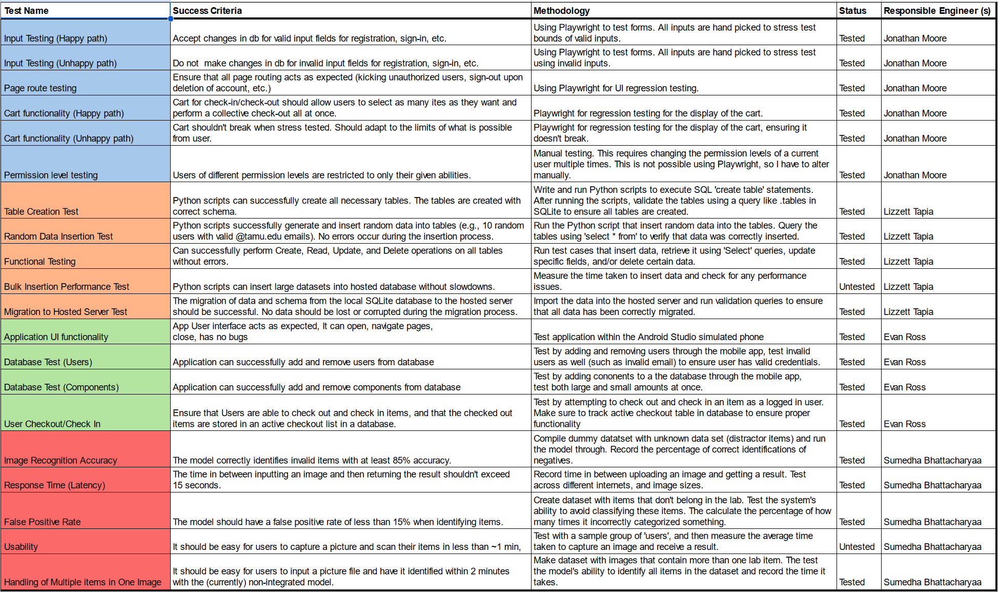 Test Name Success Criteria Methodology Status Responsible Engineer (s)
Input Testing (Happy path) Accept changes in db for valid input fields for registration, sign-in, etc. Using Playwright to test forms. All inputs are hand picked to stress test
bounds of valid inputs. Tested Jonathan Moore
Input Testing (Unhappy path) Do not  make changes in db for invalid input fields for registration, sign-in, etc. Using Playwright to test forms. All inputs are hand picked to stress test
using invalid inputs. Tested Jonathan Moore
Page route testing Ensure that all page routing acts as expected (kicking unauthorized users, sign-out upon
deletion of account, etc.) Using Playwright for UI regression testing. Tested Jonathan Moore
Cart functionality (Happy path) Cart for check-in/check-out should allow users to select as many ites as they want and
perform a collective check-out all at once. Playwright for regression testing for the display of the cart. Tested Jonathan Moore
Cart functionality (Unhappy path) Cart shouldn't break when stress tested. Should adapt to the limits of what is possible
from user. Playwright for regression testing for the display of the cart, ensuring it
doesn't break. Tested Jonathan Moore
Permission level testing Users of different permission levels are restricted to only their given abilities. Manual testing. This requires changing the permission levels of a current
user multiple times. This is not possible using Playwright, so I have to alter
manually. Tested Jonathan Moore
Table Creation Test Python scripts can successfully create all necessary tables. The tables are created with
correct schema. Write and run Python scripts to execute SQL 'create table' statements.
After running the scripts, validate the tables using a query like .tables in
SQLite to ensure all tables are created. Tested Lizzett Tapia
Random Data Insertion Test Python scripts successfully generate and insert random data into tables (e.g., 10 random
users with valid @tamu.edu emails). No errors occur during the insertion process. Run the Python script that insert random data into the tables. Query the
tables using 'select * from' to verify that data was correctly inserted. Tested Lizzett Tapia
Functional Testing Can successfully perform Create, Read, Update, and Delete operations on all tables
without errors. Run test cases that insert data, retrieve it using 'Select' queries, update
specific fields, and/or delete certain data. Tested Lizzett Tapia
Bulk Insertion Performance Test Python scripts can insert large datasets into hosted database without slowdowns. Measure the time taken to insert data and check for any performance
issues. Untested Lizzett Tapia
Migration to Hosted Server Test The migration of data and schema from the local SQLite database to the hosted server
should be successful. No data should be lost or corrupted during the migration process. Import the data into the hosted server and run validation queries to ensure
that all data has been correctly migrated. Tested Lizzett Tapia
Application UI functionality App User interface acts as expected, It can open, navigate pages,
close, has no bugs Test application within the Android Studio simulated phone Tested Evan Ross
Database Test (Users) Application can successfully add and remove users from database Test by adding and removing users through the mobile app, test invalid
users as well (such as invalid email) to ensure user has valid credentials. Tested Evan Ross
Database Test (Components) Application can successfully add and remove components from database Test by adding cononents to a the database through the mobile app,
test both large and small amounts at once. Tested Evan Ross
User Checkout/Check In Ensure that Users are able to check out and check in items, and that the checked out
items are stored in an active checkout list in a database. Test by attempting to check out and check in an item as a logged in user.
Make sure to track active checkout table in database to ensure proper
functionality Tested Evan Ross
Image Recognition Accuracy The model correctly identifies invalid items with at least 85% accuracy. Compile dummy datatset with unknown data set (distractor items) and run
the model through. Record the percentage of correct identifications of
negatives. Tested Sumedha Bhattacharyaa
Response Time (Latency) The time in between inputting an image and then returning the result shouldn't exceed
15 seconds. Record time in between uploading an image and getting a result. Test
across different internets, and image sizes. Tested Sumedha Bhattacharyaa
False Positive Rate The model should have a false positive rate of less than 15% when identifying items. Create dataset with items that don't belong in the lab. Test the system's
ability to avoid classifying these items. The calculate the percentage of how
many times it incorrectly categorized something. Tested Sumedha Bhattacharyaa
Usability It should be easy for users to capture a picture and scan their items in less than ~1 min, Test with a sample group of 'users', and then measure the average time
taken to capture an image and receive a result. Untested Sumedha Bhattacharyaa
Handling of Multiple items in One Image It should be easy for users to input a picture file and have it identified within 2 minutes
with the (currently) non-integrated model. Make dataset with images that contain more than one lab item. The test
the model's ability to identify all items in the dataset and record the time it
takes. Tested Sumedha Bhattacharyaa